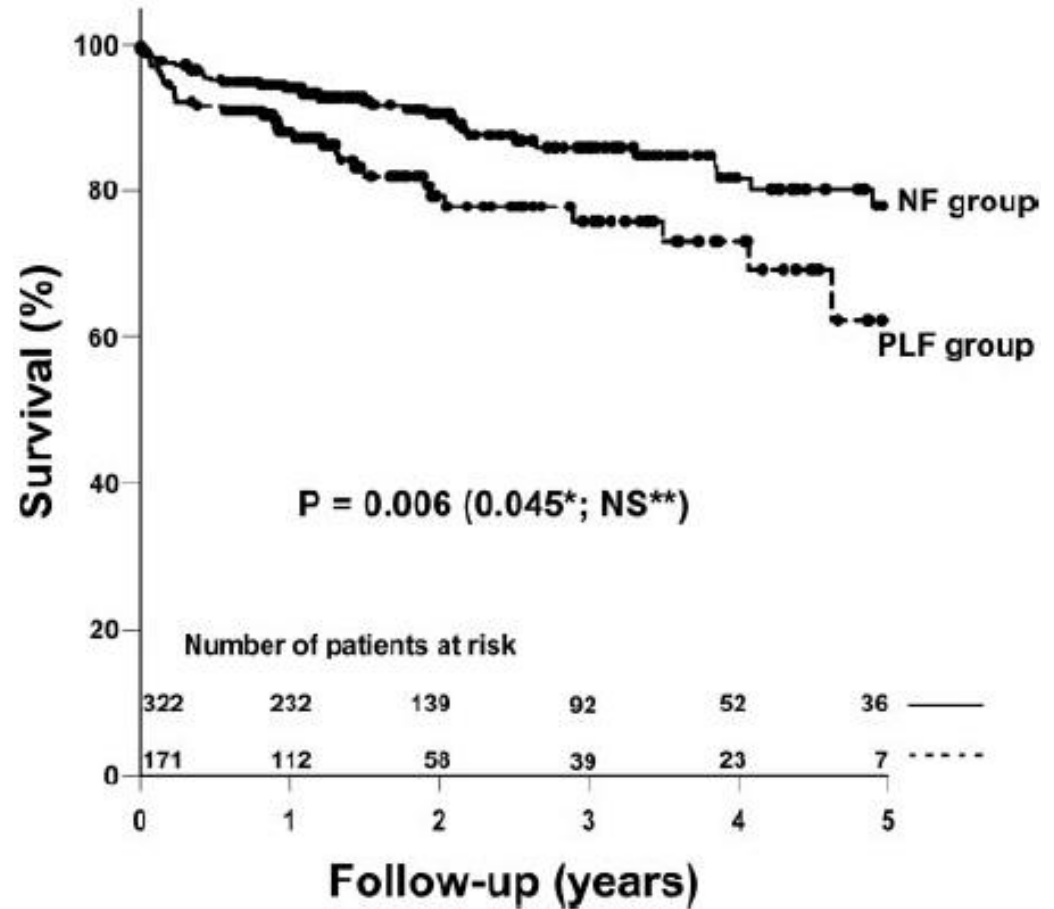 100
80
60
40
20
0
Survival (%)
NF group
PLF group
P = 0.006 (0.045*; NS**)
Number of patients at risk
322 232 139 92 52 36
171 112 58 39 23 7
0 1 2 3 4 5
Follow-up (years)